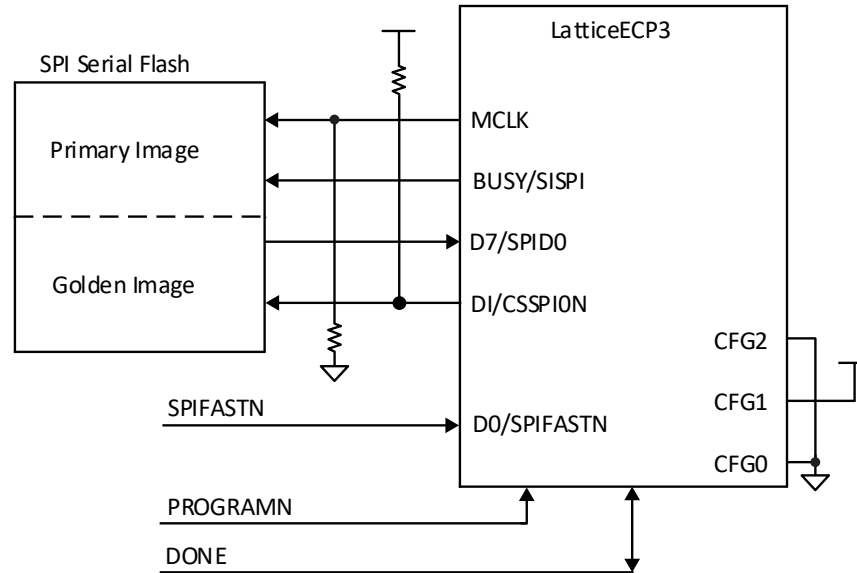 LatticeECP3
SPI Serial Flash
Primary Image
Golden Image
MCLK
BUSY/SISPI
D7/SPID0
DI/CSSPI0N
CFG2
CFG1
CFG0
SPIFASTN
D0/SPIFASTN
PROGRAMN
DONE